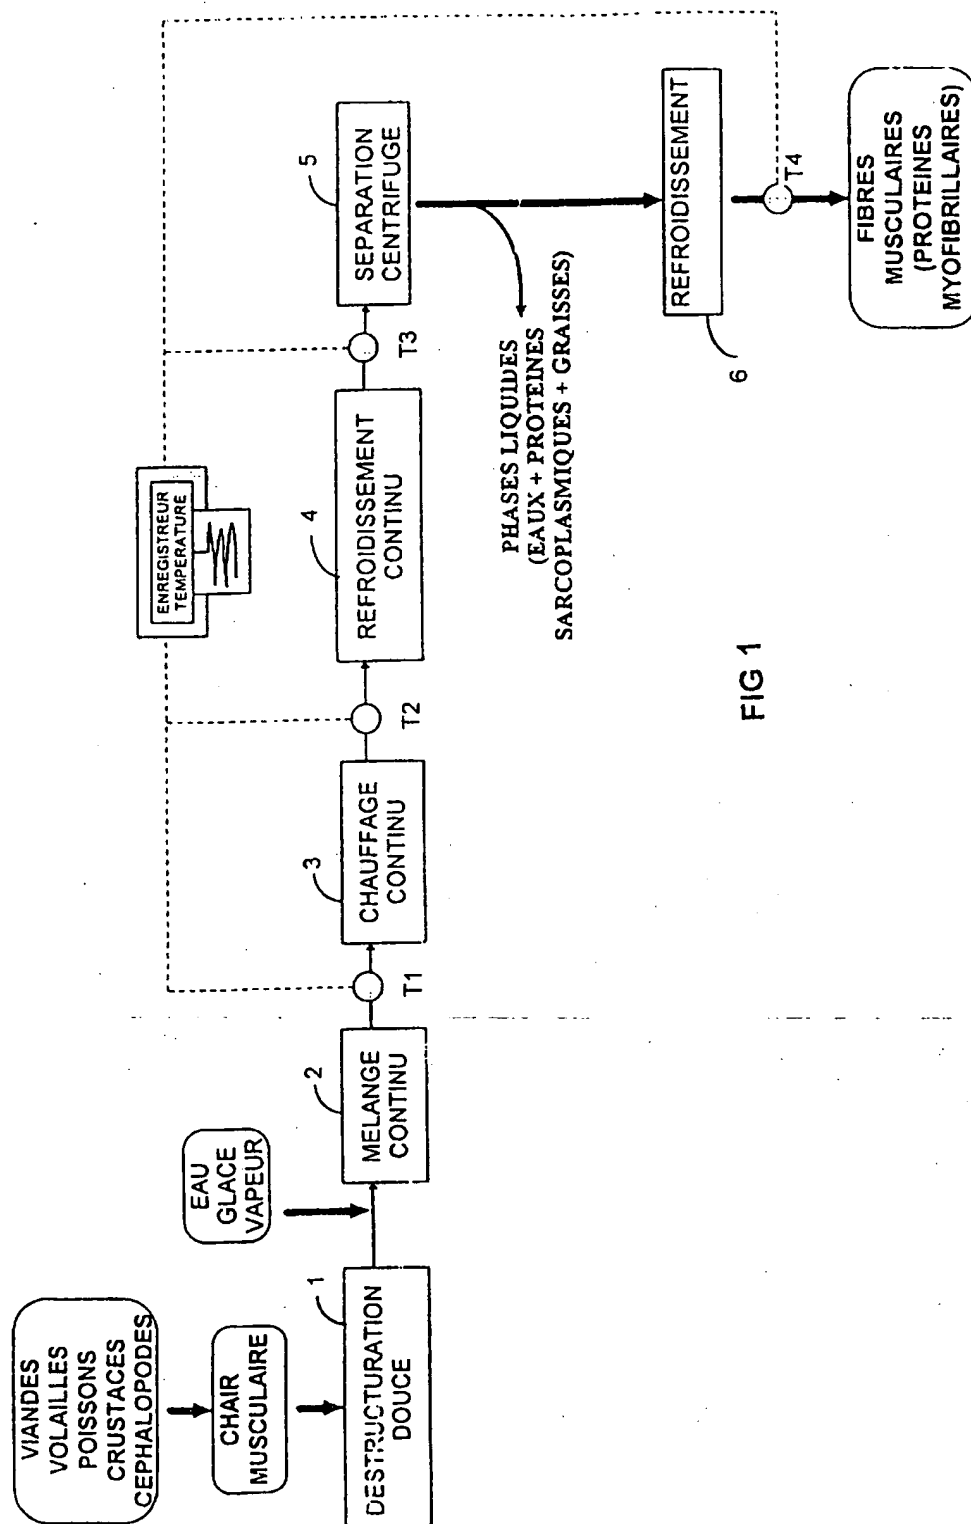 VIANDES
VOLAILLES
POISSONS
CRUSTACES
CEPHALOPODES
CHAIR
MUSCULAIRE
1
DESTRUCTURATION
DOUCE
EAU
GLACE
VAPEUR
2
MELANGE
CONTINU
T1
3
CHAUFFAGE
CONTINU
T2
ENREGISTREUR
TEMPERATURE
4
REFROIDISSEMENT
CONTINU
T3
5
SEPARATION
CENTRIFUGE
PHASES LIQUIDES
(EAUX + PROTEINES
SARCOPLASMIQUES + GRAISSES)
6
REFROIDISSEMENT
T4
FIBRES
MUSCULAIRES
(PROTEINES
MYOFIBRILLAIRES)
FIG 1